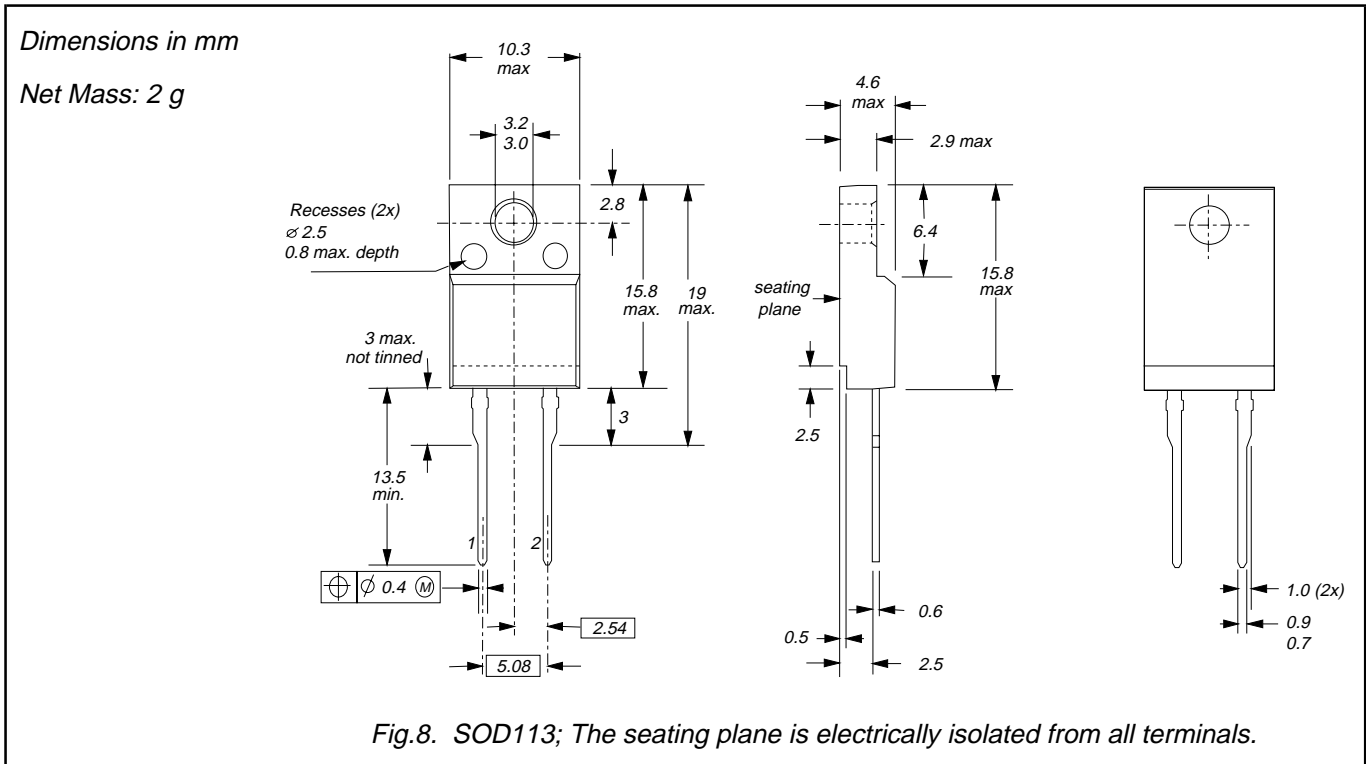 Dimensions in mm
Net Mass: 2 g
10.3
max
3.2
3.0
2.8
Recesses (2x)
⌀ 2.5
0.8 max. depth
15.8
max.
19
max.
3 max.
not tinned
3
13.5
min.
1
2
⌀ 0.4 Ⓜ
2.54
5.08
4.6
max
2.9 max
6.4
15.8
max
seating
plane
2.5
0.6
0.5
2.5
1.0 (2x)
0.9
0.7
Fig.8. SOD113; The seating plane is electrically isolated from all terminals.